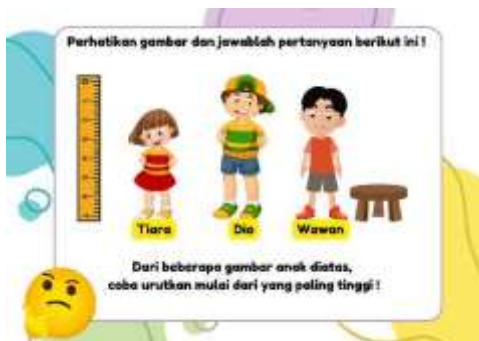 Perhatikan gambar dan jawablah pertanyaan berikut ini !
Tiara
Dio
Wawan
Dari beberapa gambar anak diatas,
coba urutkan mulai dari yang paling tinggi !